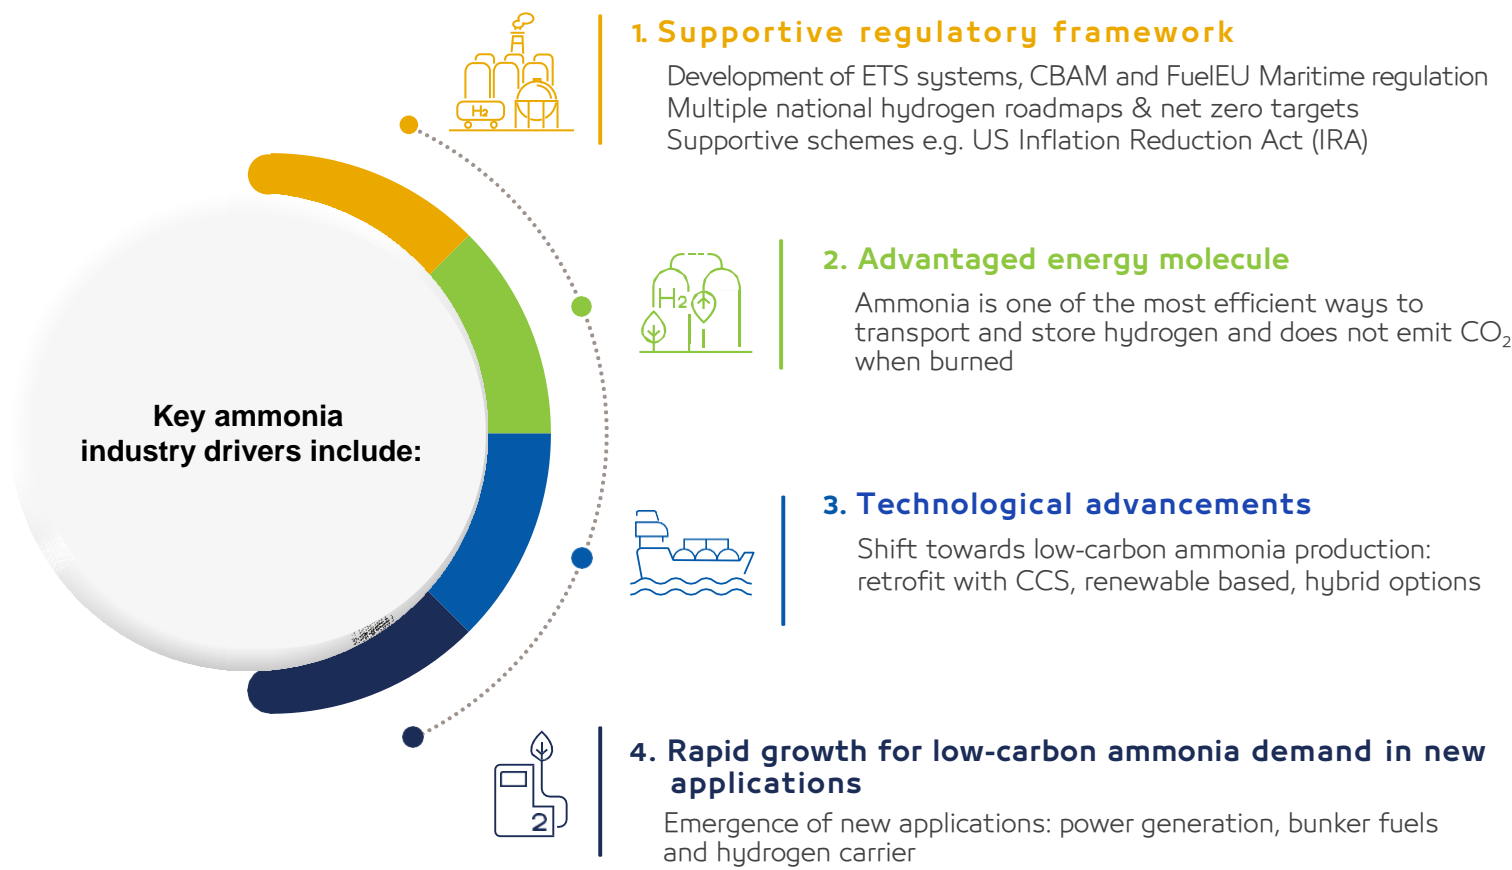 H2
1. Supportive regulatory framework
Development of ETS systems, CBAM and FuelEU Maritime regulation
Multiple national hydrogen roadmaps & net zero targets
Supportive schemes e.g. US Inflation Reduction Act (IRA)
H2
2. Advantaged energy molecule
Ammonia is one of the most efficient ways to
transport and store hydrogen and does not emit CO₂
when burned
Key ammonia
industry drivers include:
3. Technological advancements
Shift towards low-carbon ammonia production:
retrofit with CCS, renewable based, hybrid options
2
4. Rapid growth for low-carbon ammonia demand in new
applications
Emergence of new applications: power generation, bunker fuels
and hydrogen carrier